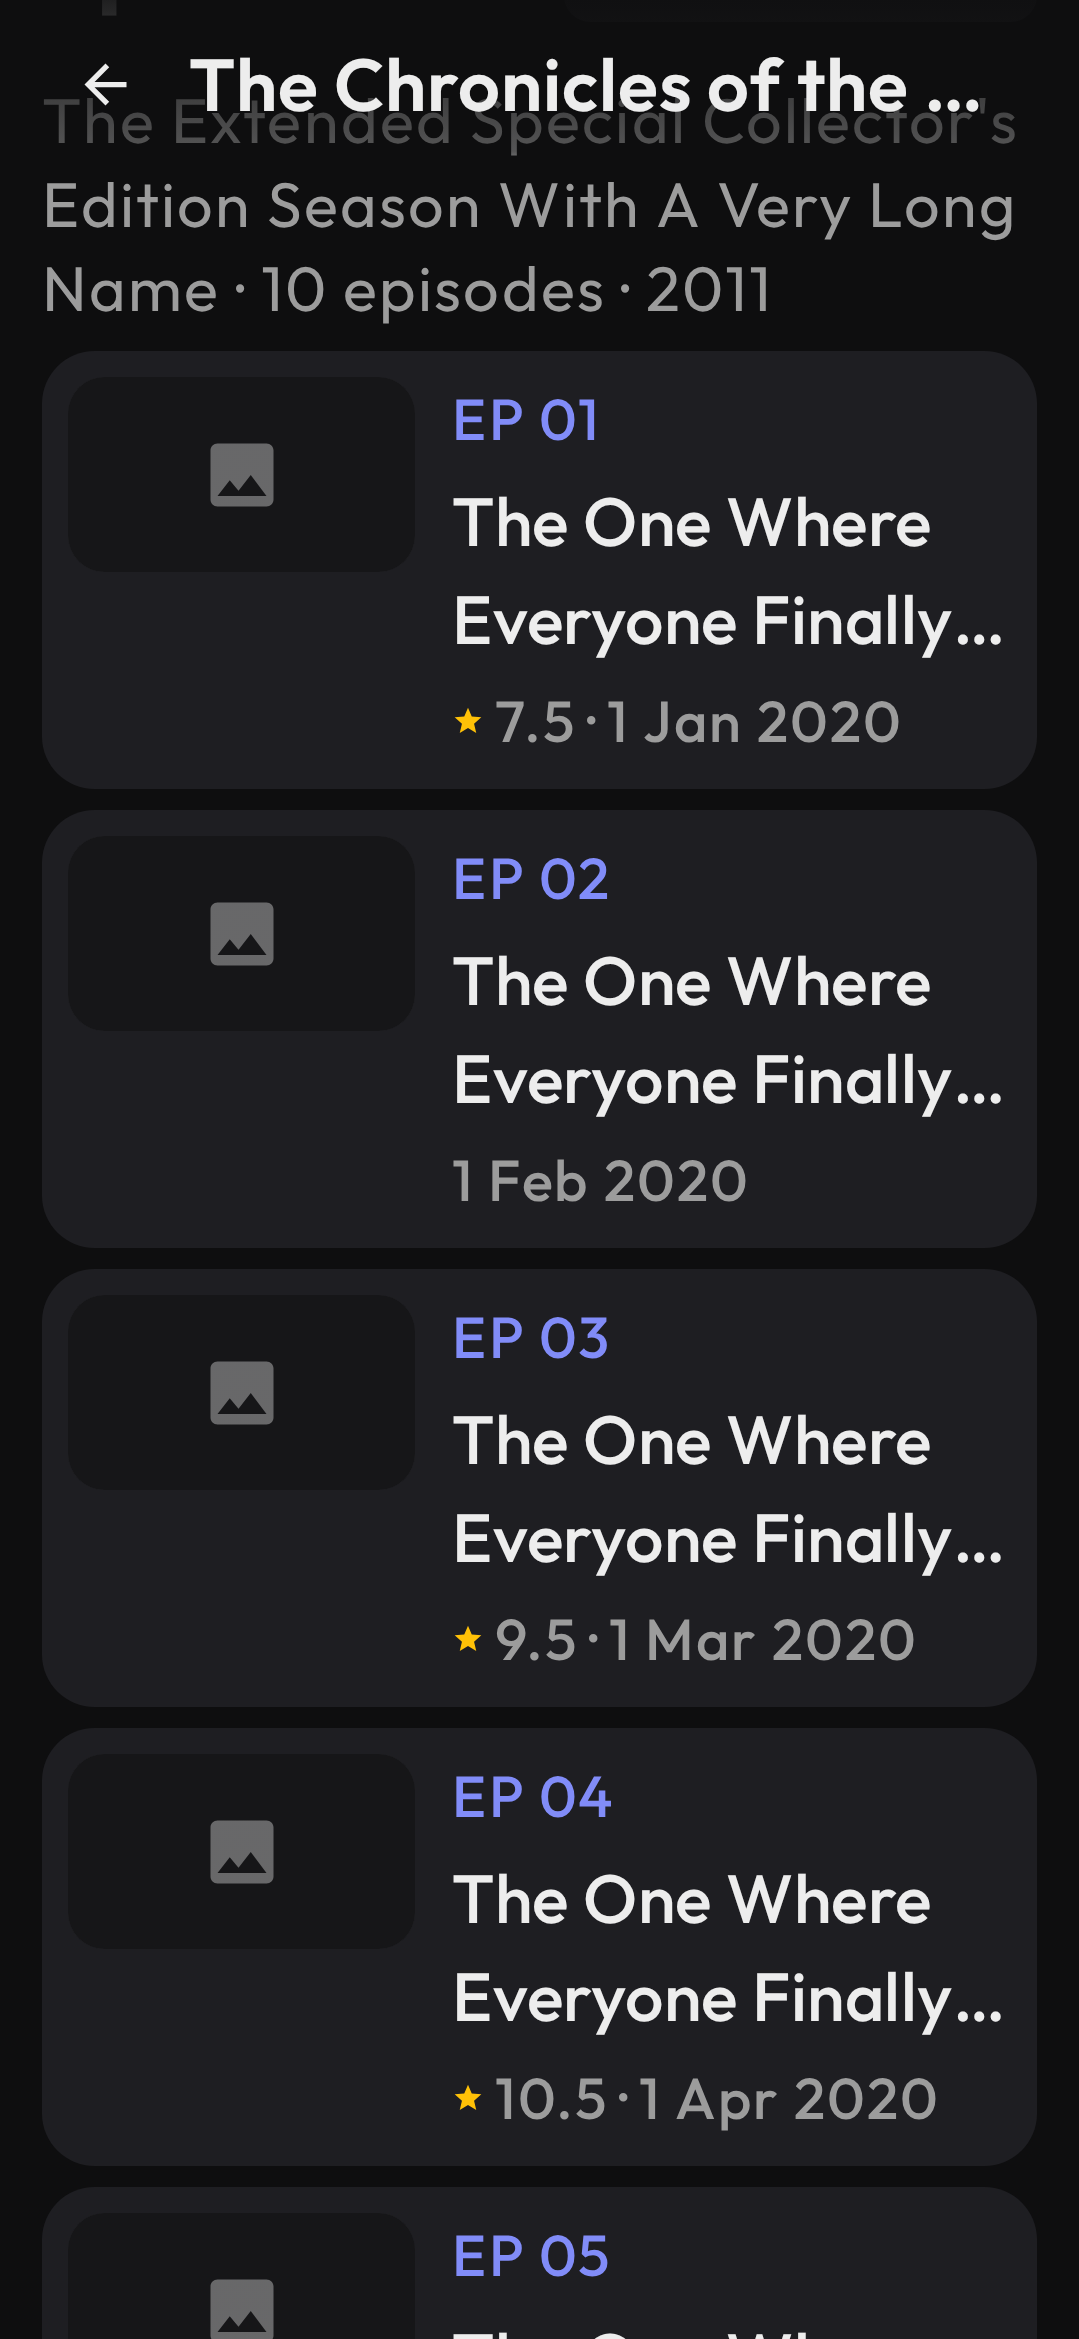 The Chronicles of the ...
The Extended Special Collector's
Edition Season With A Very Long
Name · 10 episodes · 2011
EP 01
The One Where
Everyone Finally...
7.5 · 1 Jan 2020
EP 02
The One Where
Everyone Finally...
1 Feb 2020
EP 03
The One Where
Everyone Finally...
9.5 · 1 Mar 2020
EP 04
The One Where
Everyone Finally...
10.5 · 1 Apr 2020
EP 05